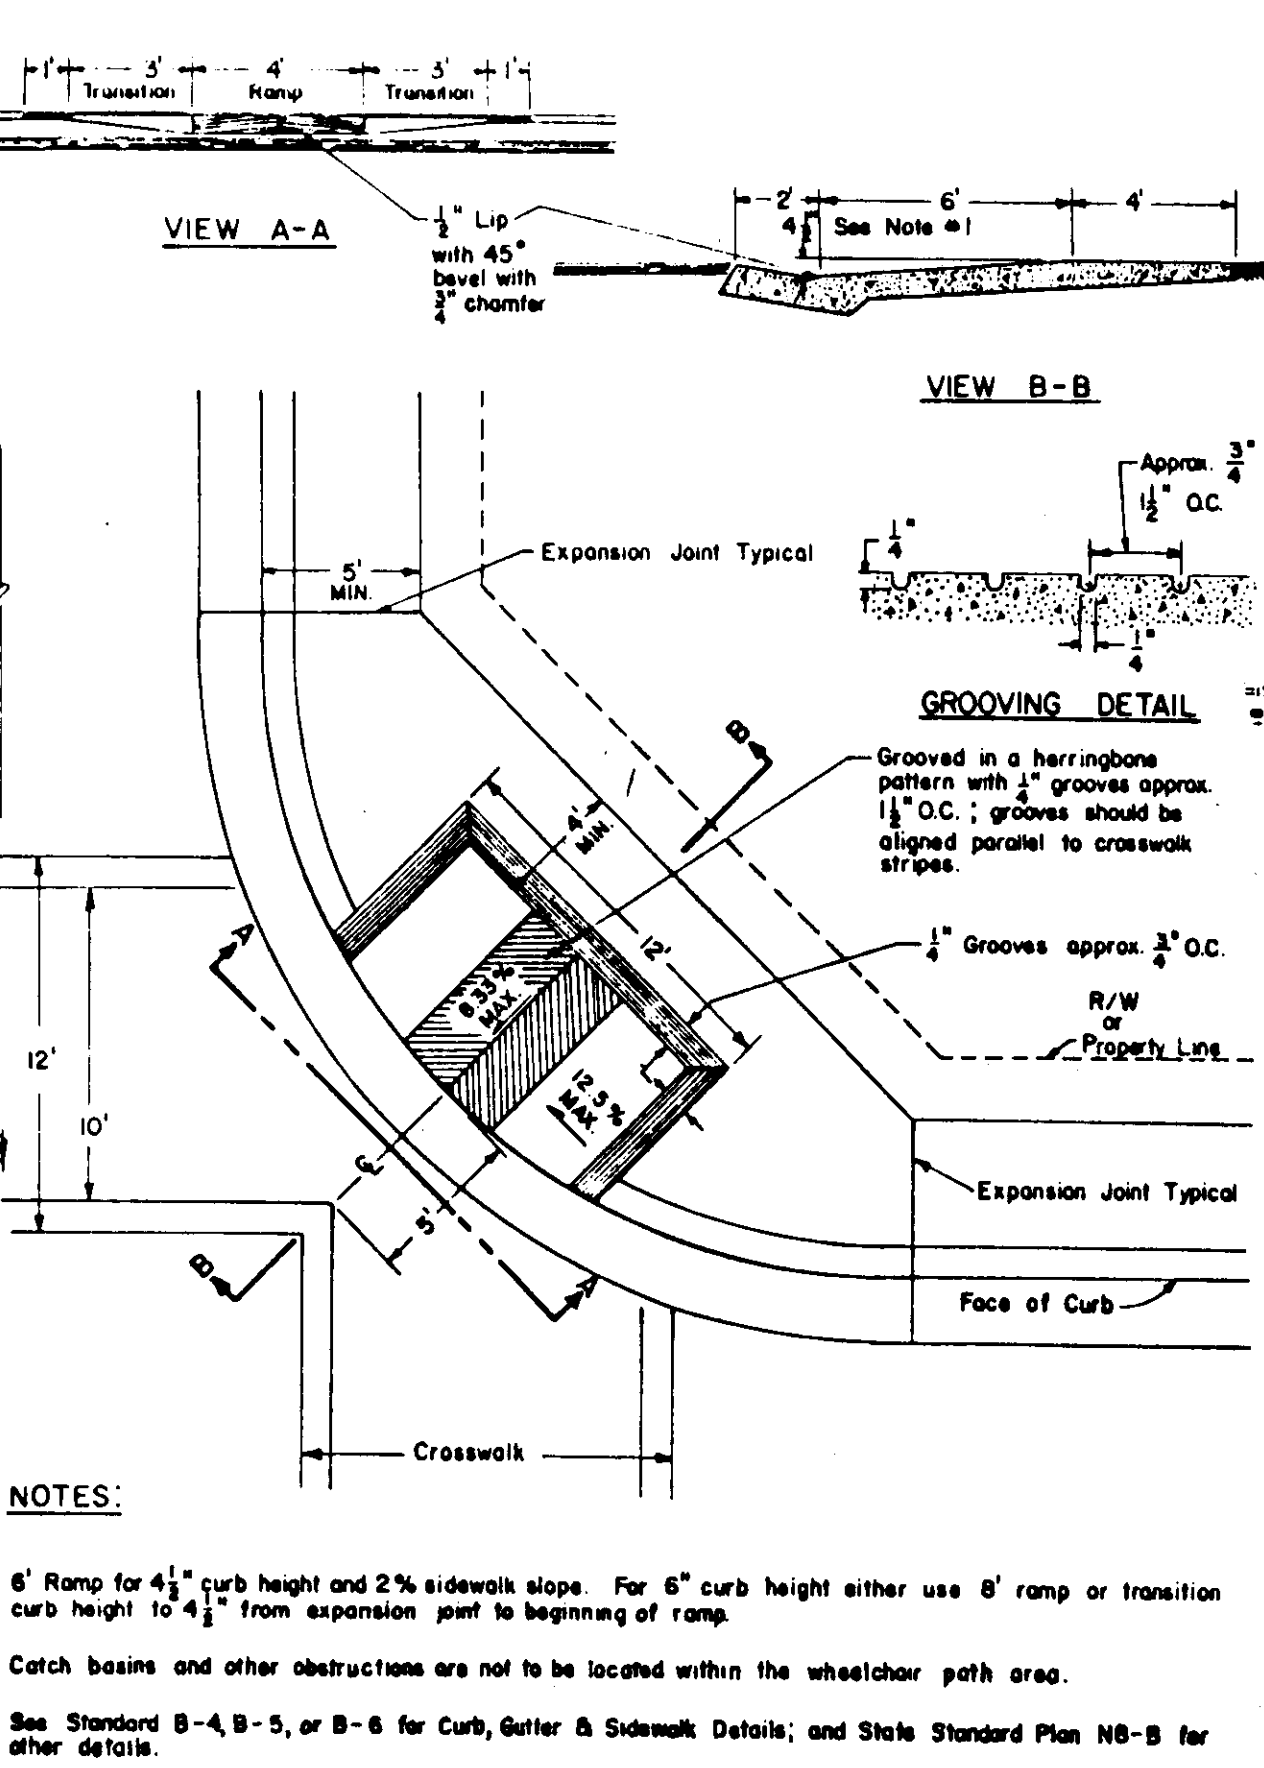 1' 3' 4' 3' 1'
Transition Ramp Transition
VIEW A-A
1/2" Lip
with 45°
bevel with
3/4" chamfer
2' 6' 4'
4 1/2" See Note #1
VIEW B-B
Approx. 3/4"
1 1/2" O.C.
1/4"
1/4"
GROOVING DETAIL
Expansion Joint Typical
5'
MIN.
B
Grooved in a herringbone
pattern with 1/4" grooves approx.
1 1/2" O.C. ; grooves should be
aligned parallel to crosswalk
stripes.
4'
MIN.
12'
A
1/4" Grooves approx. 3/4" O.C.
8.33%
MAX.
R/W
or
Property Line
12.5%
MAX.
12'
10'
℄
5'
Expansion Joint Typical
B
A
Face of Curb
Crosswalk
NOTES:
6' Ramp for 4 1/2" curb height and 2% sidewalk slope. For 6" curb height either use 8' ramp or transition
curb height to 4 1/2" from expansion joint to beginning of ramp.
Catch basins and other obstructions are not to be located within the wheelchair path area.
See Standard B-4, B-5, or B-6 for Curb, Gutter & Sidewalk Details; and State Standard Plan N8-B for
other details.